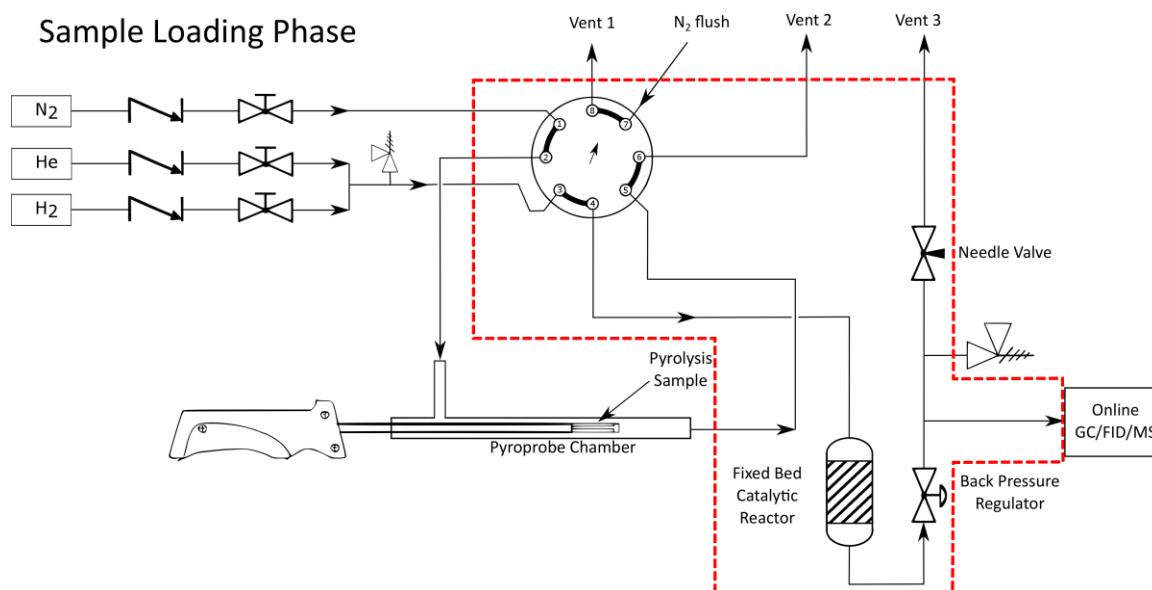 Sample Loading Phase
Vent 1
N₂ flush
Vent 2
Vent 3
N2
He
H2
8
7
1
2
6
3
5
4
Needle Valve
Pyrolysis
Sample
Pyroprobe Chamber
Fixed Bed
Catalytic
Reactor
Online
GC/FID/MS
Back Pressure
Regulator